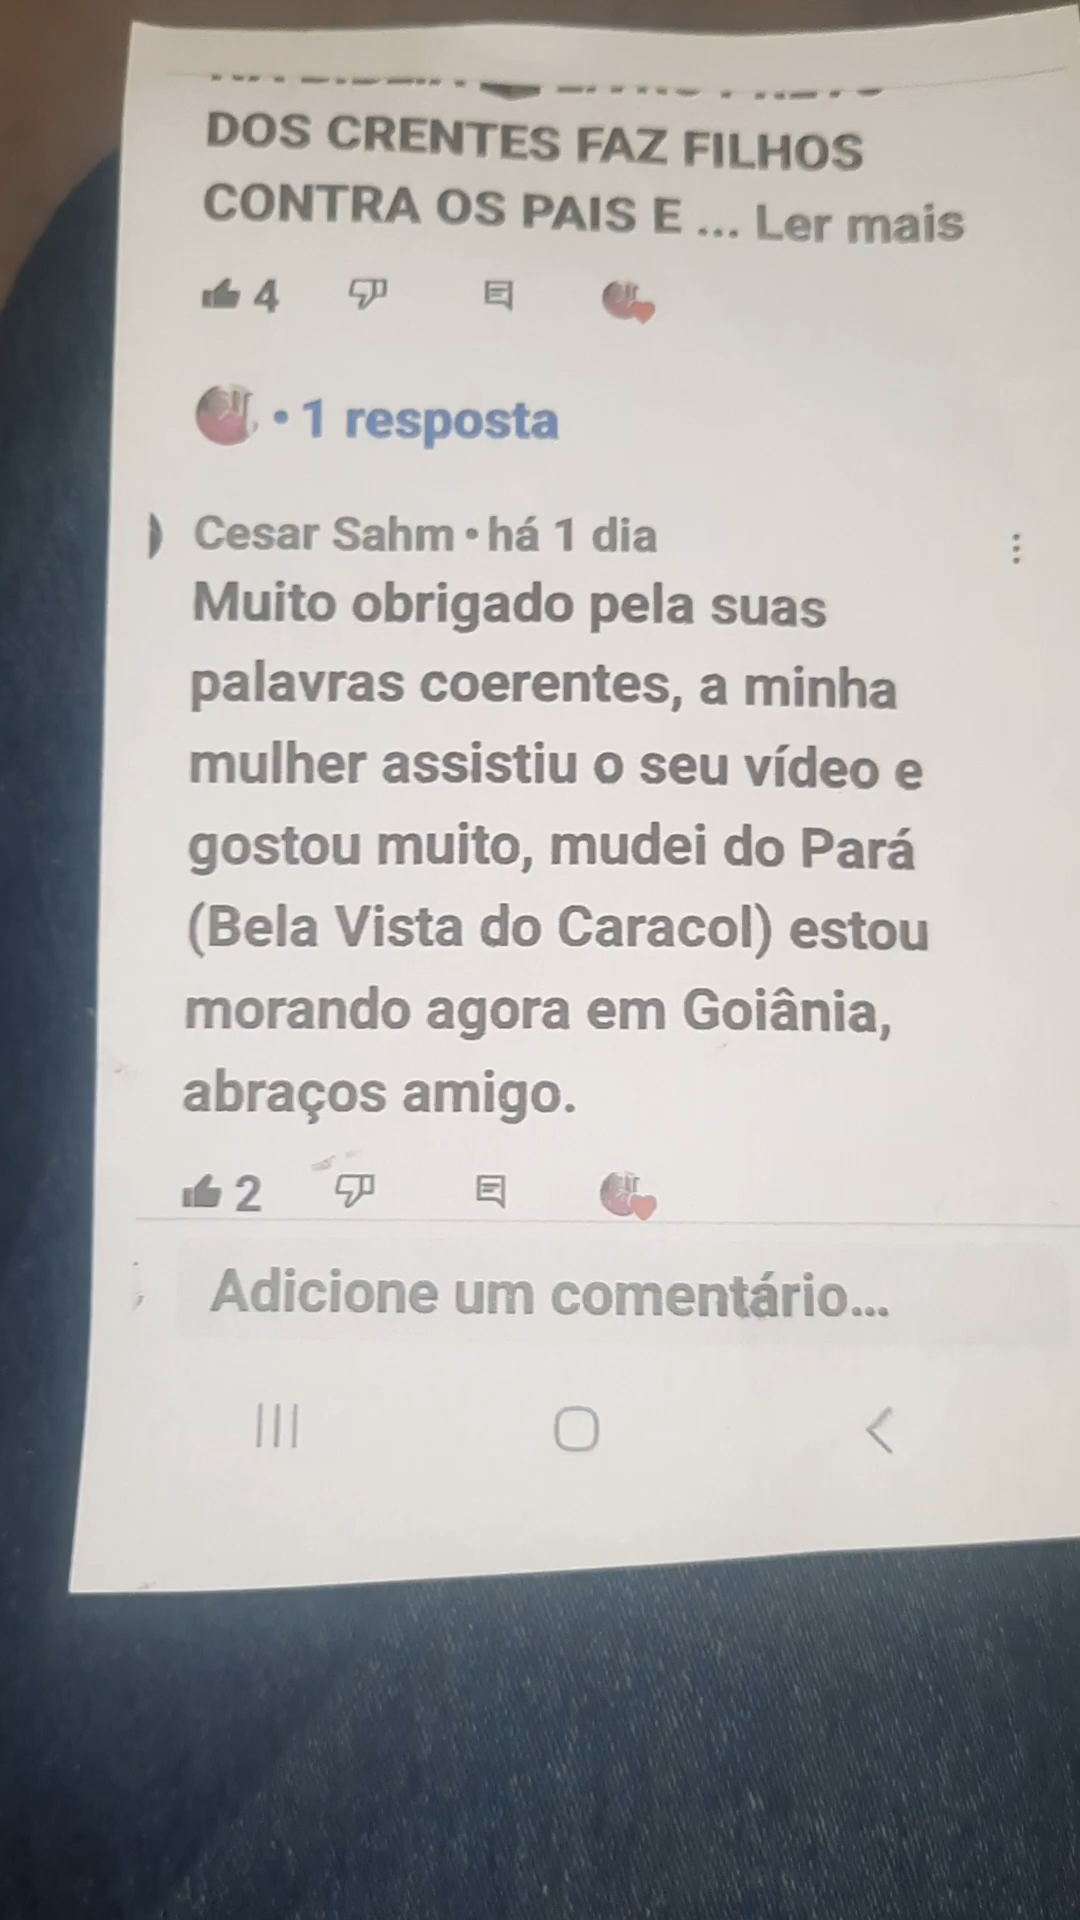 DOS CRENTES FAZ FILHOS
CONTRA OS PAIS E ... Ler mais
4
• 1 resposta
Cesar Sahm • há 1 dia
Muito obrigado pela suas
palavras coerentes, a minha
mulher assistiu o seu vídeo e
gostou muito, mudei do Pará
(Bela Vista do Caracol) estou
morando agora em Goiânia,
abraços amigo.
2
Adicione um comentário...